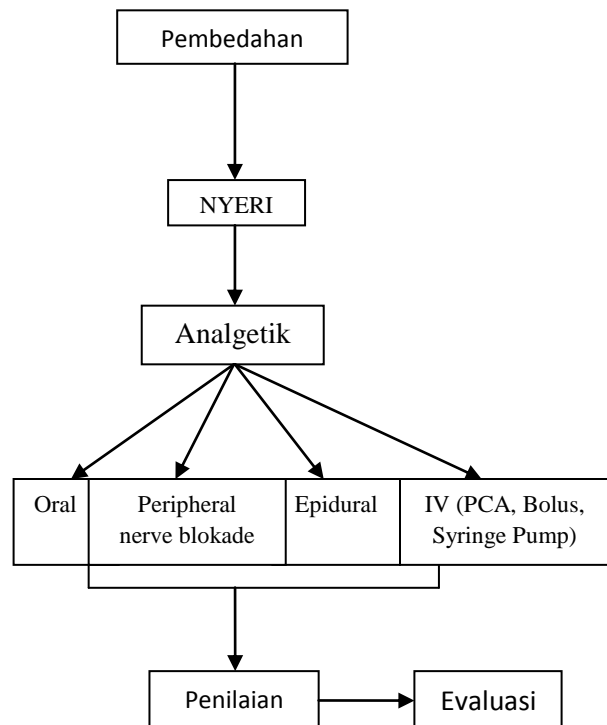 Pembedahan
NYERI
Analgetik
Oral
Peripheral
nerve blokade
Epidural
IV (PCA, Bolus,
Syringe Pump)
Penilaian
Evaluasi